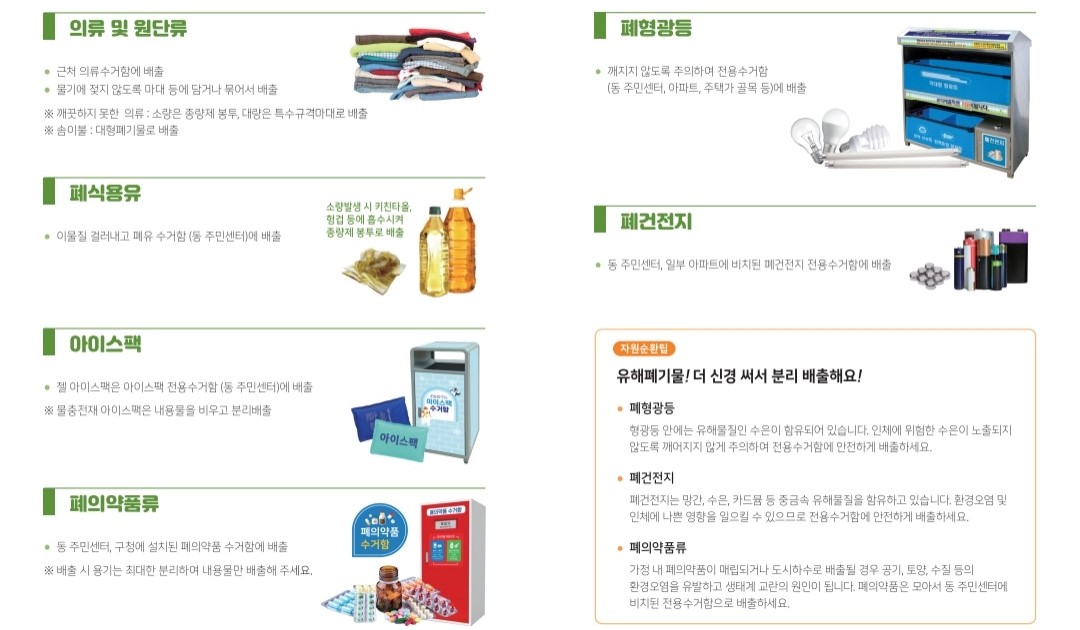 의류 및 원단류
근처 의류수거함에 배출
물기에 젖지 않도록 마대 등에 담거나 묶어서 배출
※ 깨끗하지 못한 의류 : 소량은 종량제 봉투, 대량은 특수규격마대로 배출
※ 솜이불 : 대형폐기물로 배출
폐식용유
이물질 걸러내고 폐유 수거함 (동 주민센터)에 배출
소량발생 시 키친타올,
헝겊 등에 흡수시켜
종량제 봉투로 배출
아이스팩
젤 아이스팩은 아이스팩 전용수거함 (동 주민센터)에 배출
※ 물충전재 아이스팩은 내용물을 비우고 분리배출
아이스팩
수거함
아이스팩
폐의약품류
동 주민센터, 구청에 설치된 폐의약품 수거함에 배출
※ 배출 시 용기는 최대한 분리하며 내용물만 배출해 주세요.
폐의약품
수거함
폐의약품 수거함
폐형광등
깨지지 않도록 주의하며 전용수거함
(동 주민센터, 아파트, 주택가 골목 등)에 배출
폐건전지
폐건전지
동 주민센터, 일부 아파트에 비치된 폐건전지 전용수거함에 배출
자원순환팁
유해폐기물! 더 신경 써서 분리 배출해요!
폐형광등
형광등 안에는 유해물질인 수은이 함유되어 있습니다. 인체에 위험한 수은이 노출되지
않도록 깨어지지 않게 주의하여 전용수거함에 안전하게 배출하세요.
폐건전지
폐건전지는 망간, 수은, 카드뮴 등 중금속 유해물질을 함유하고 있습니다. 환경오염 및
인체에 나쁜 영향을 일으킬 수 있으므로 전용수거함에 안전하게 배출하세요.
폐의약품류
가정 내 폐의약품이 매립되거나 도시하수로 배출될 경우 공기, 토양, 수질 등의
환경오염을 유발하고 생태계 교란의 원인이 됩니다. 폐의약품은 모아서 동 주민센터에
비치된 전용수거함으로 배출하세요.